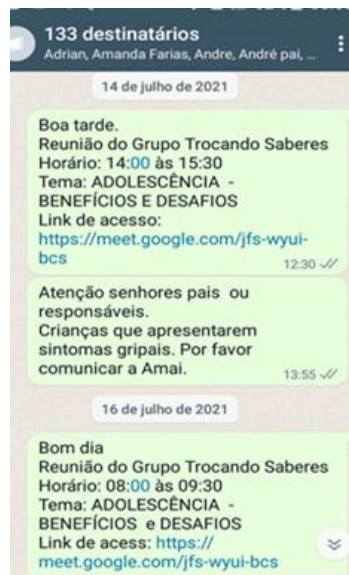 133 destinatários
Adrian, Amanda Farias, Andre, André pai, ...
14 de julho de 2021
Boa tarde.
Reunião do Grupo Trocando Saberes
Horário: 14:00 às 15:30
Tema: ADOLESCÊNCIA -
BENEFÍCIOS E DESAFIOS
Link de acesso:
https://meet.google.com/jfs-wyui-
bcs
12:30
Atenção senhores pais ou
responsáveis.
Crianças que apresentarem
sintomas gripais. Por favor
comunicar a Amai.
13:55
16 de julho de 2021
Bom dia
Reunião do Grupo Trocando Saberes
Horário: 08:00 às 09:30
Tema: ADOLESCÊNCIA -
BENEFÍCIOS e DESAFIOS
Link de acess: https://
meet.google.com/jfs-wyui-bcs